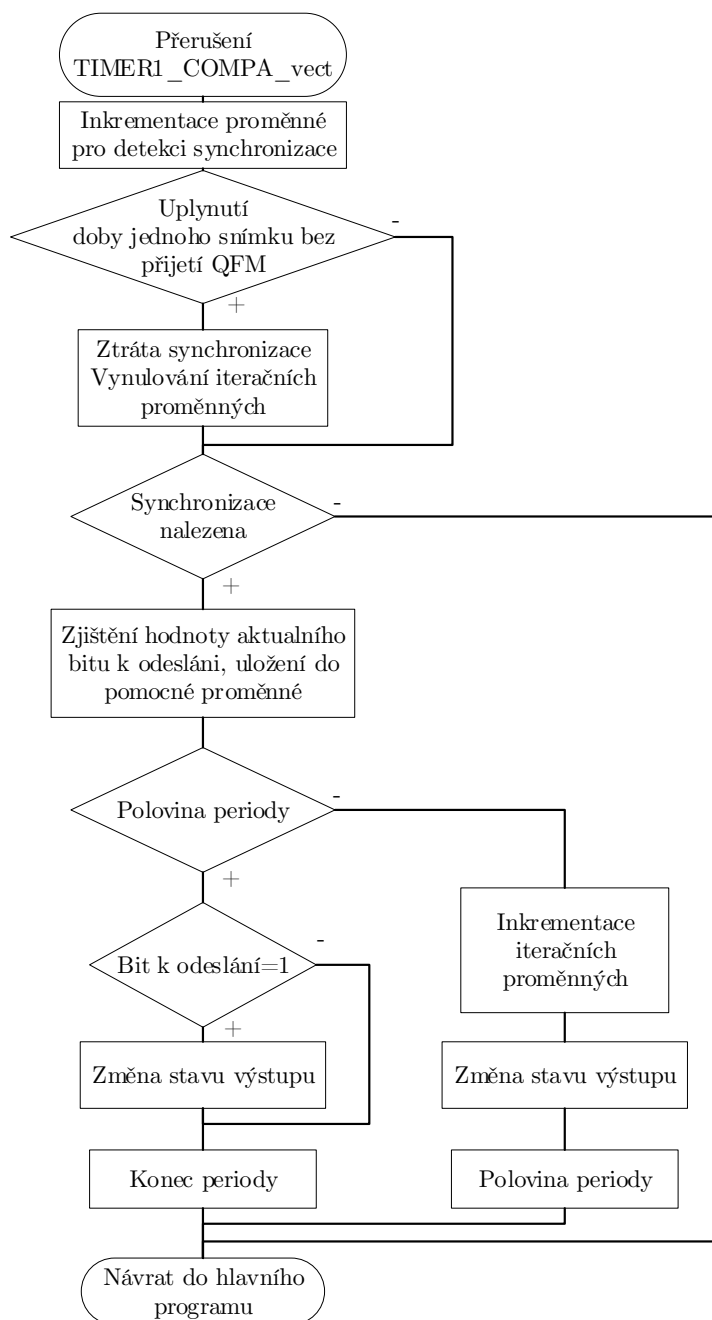 Přerušení
TIMER1_COMPA_vect
Inkrementace proměnné
pro detekci synchronizace
Uplynutí
doby jednoho snímku bez
přijetí QFM
-
+
Ztráta synchronizace
Vynulování iteračních
proměnných
Synchronizace
nalezena
-
+
Zjištění hodnoty aktualního
bitu k odesláni, uložení do
pomocné proměnné
Polovina periody
-
+
Inkrementace
iteračních
proměnných
Bit k odeslání=1
-
+
Změna stavu výstupu
Změna stavu výstupu
Konec periody
Polovina periody
Návrat do hlavního
programu